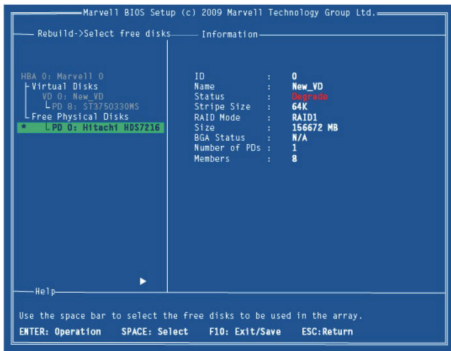 Marvell BIOS Setup (c) 2009 Marvell Technology Group Ltd.
Rebuild->Select free disks
Information
HBA 0: Marvell 0
Virtual Disks
VD 0: New_VD
PD 8: ST3750330NS
Free Physical Disks
* PD 0: Hitachi HDS7216
ID : 0
Name : New_VD
Status : Degrade
Stripe Size : 64K
RAID Mode : RAID1
Size : 156672 MB
BGA Status : N/A
Number of PDs : 1
Members : 8
Help
Use the space bar to select the free disks to be used in the array.
ENTER: Operation SPACE: Select F10: Exit/Save ESC:Return